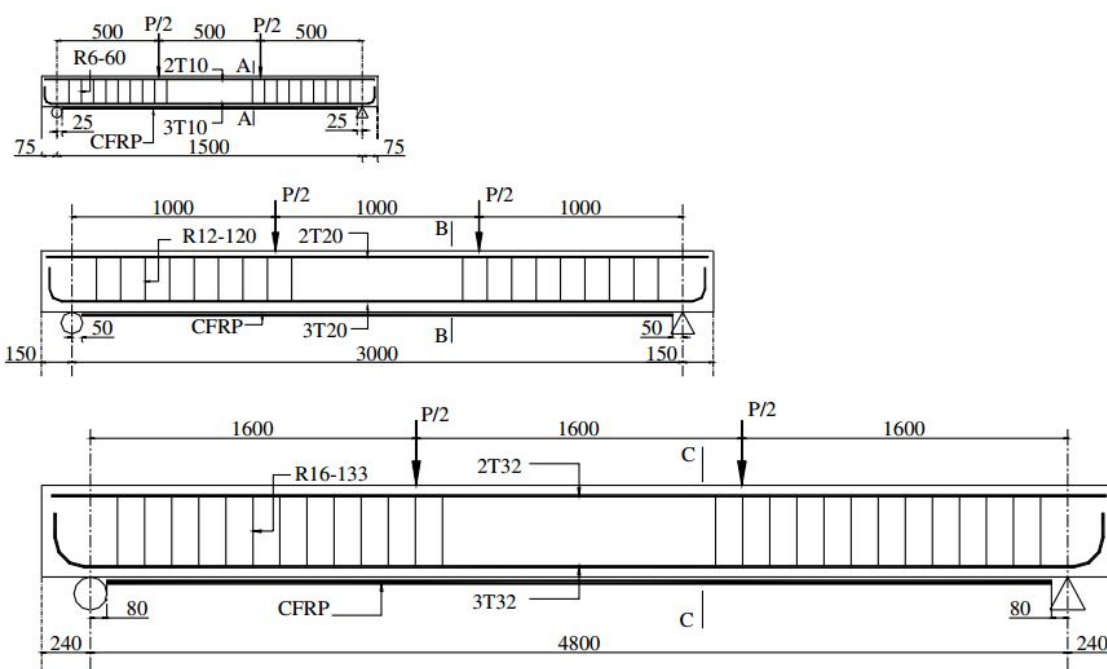 P/2 P/2
500 500 500
R6-60 2T10 A
25 3T10 A 25
CFRP
75 1500 75
P/2 P/2
1000 1000 1000
B
R12-120 2T20
50 CFRP 3T20 B 50
150 3000 150
P/2 P/2
1600 1600 1600
C
R16-133 2T32
80 CFRP 3T32 C 80
240 4800 240